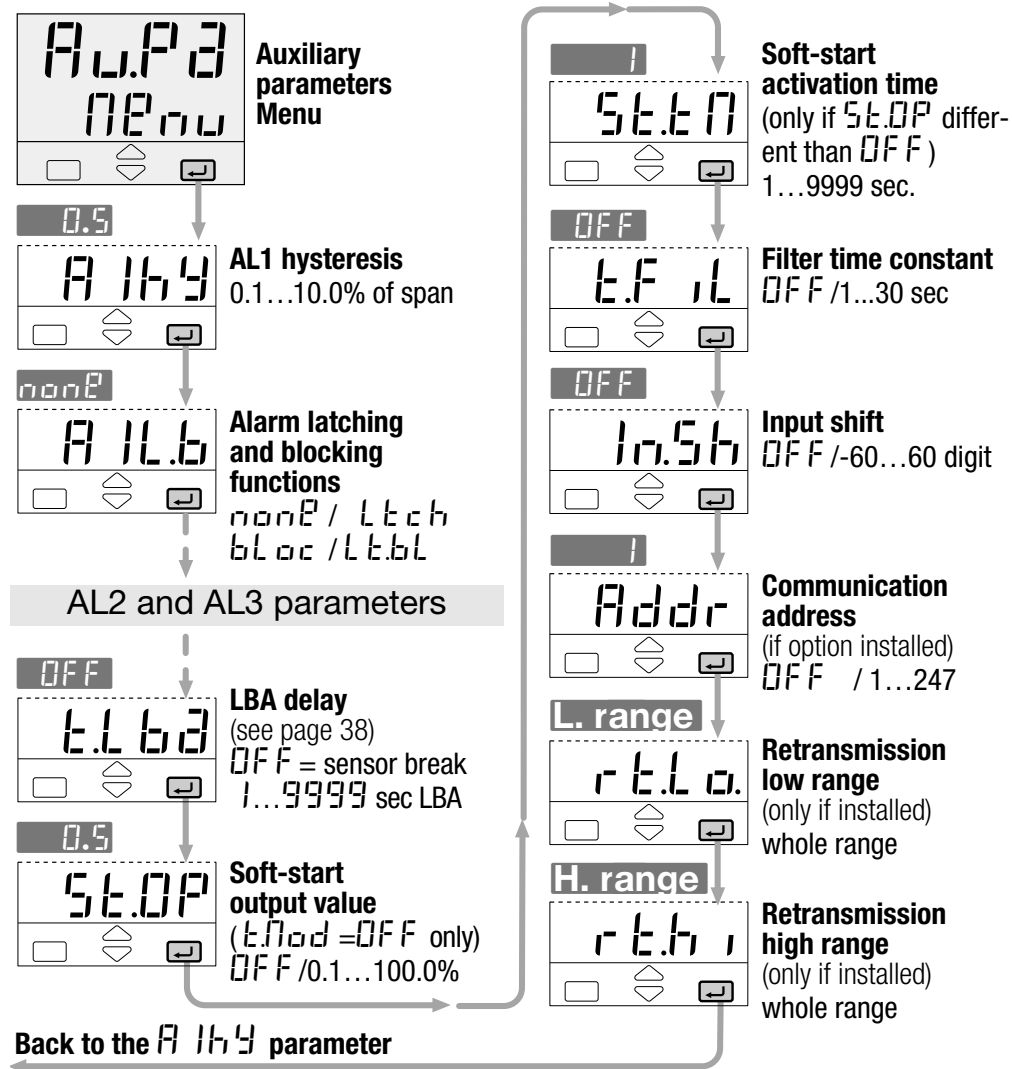 Au.Pa
Menu
Auxiliary
parameters
Menu
0.5
A1hy
AL1 hysteresis
0.1…10.0% of span
none
A1L.b
Alarm latching
and blocking
functions
none / Ltch
bLoc / Lt.bL
AL2 and AL3 parameters
OFF
t.Lba
LBA delay
(see page 38)
OFF = sensor break
1…9999 sec LBA
0.5
St.OP
Soft-start
output value
(t.Mod =OFF only)
OFF /0.1…100.0%
1
St.tM
Soft-start
activation time
(only if St.OP differ-
ent than OFF )
1…9999 sec.
OFF
t.FiL
Filter time constant
OFF /1...30 sec
OFF
In.Sh
Input shift
OFF /-60…60 digit
1
Addr
Communication
address
(if option installed)
OFF / 1…247
L. range
rt.Lo.
Retransmission
low range
(only if installed)
whole range
H. range
rt.hi
Retransmission
high range
(only if installed)
whole range
Back to the A1hy parameter